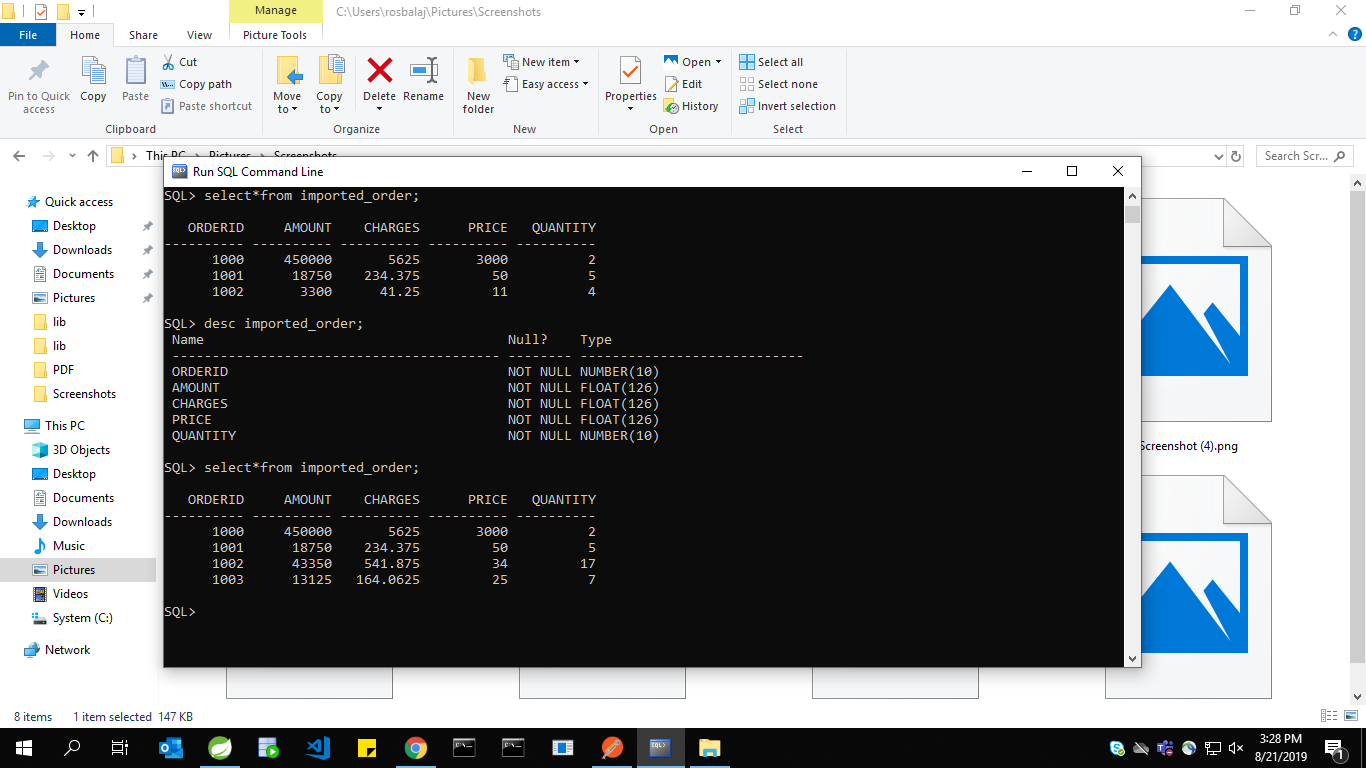 Manage
C:\Users\rosbalaj\Pictures\Screenshots
File Home Share View Picture Tools
Pin to Quick access
Copy
Paste
Cut
Copy path
Paste shortcut
Clipboard
Move to
Copy to
Delete
Rename
Organize
New folder
New item
Easy access
New
Properties
Open
Edit
History
Open
Select all
Select none
Invert selection
Select
This PC Pictures Screenshots
Search Scr...
Quick access
Desktop
Downloads
Documents
Pictures
lib
lib
PDF
Screenshots
This PC
3D Objects
Desktop
Documents
Downloads
Music
Pictures
Videos
System (C:)
Network
Run SQL Command Line
SQL> select*from imported_order;
ORDERID AMOUNT CHARGES PRICE QUANTITY
---------- ---------- ---------- ---------- ----------
1000 450000 5625 3000 2
1001 18750 234.375 50 5
1002 3300 41.25 11 4
SQL> desc imported_order;
Name Null? Type
----------------------------------------- -------- ----------------------------
ORDERID NOT NULL NUMBER(10)
AMOUNT NOT NULL FLOAT(126)
CHARGES NOT NULL FLOAT(126)
PRICE NOT NULL FLOAT(126)
QUANTITY NOT NULL NUMBER(10)
SQL> select*from imported_order;
ORDERID AMOUNT CHARGES PRICE QUANTITY
---------- ---------- ---------- ---------- ----------
1000 450000 5625 3000 2
1001 18750 234.375 50 5
1002 43350 541.875 34 17
1003 13125 164.0625 25 7
SQL>
Screenshot (4).png
8 items 1 item selected 147 KB
3:28 PM
8/21/2019
1